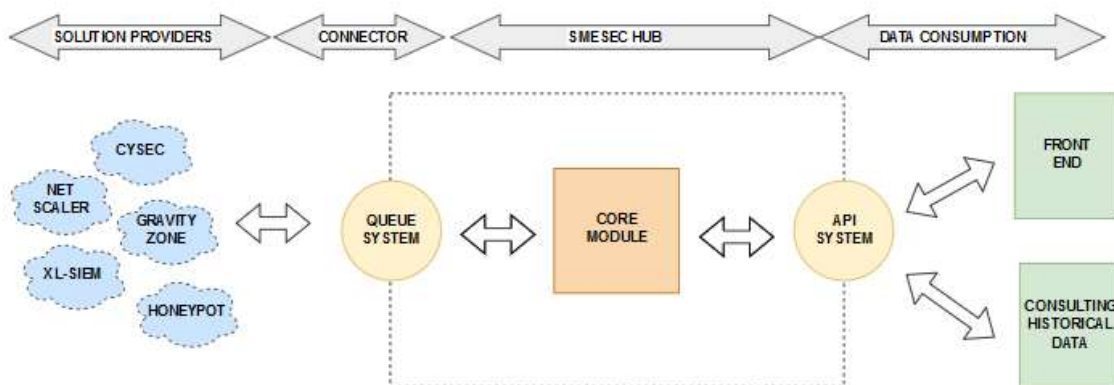 SOLUTION PROVIDERS
CONNECTOR
SMESEC HUB
DATA CONSUMPTION
CYSEC
NET
SCALER
GRAVITY
ZONE
XL-SIEM
HONEYPOT
QUEUE
SYSTEM
CORE
MODULE
API
SYSTEM
FRONT
END
CONSULTING
HISTORICAL
DATA